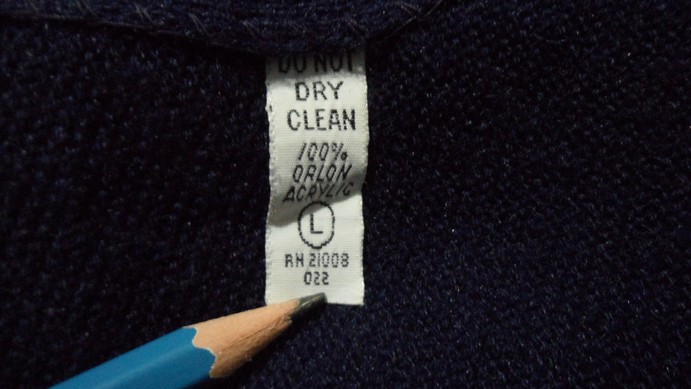 DO NOT
DRY
CLEAN
100%
ORLON
ACRYLIC
L
RN 21008
022